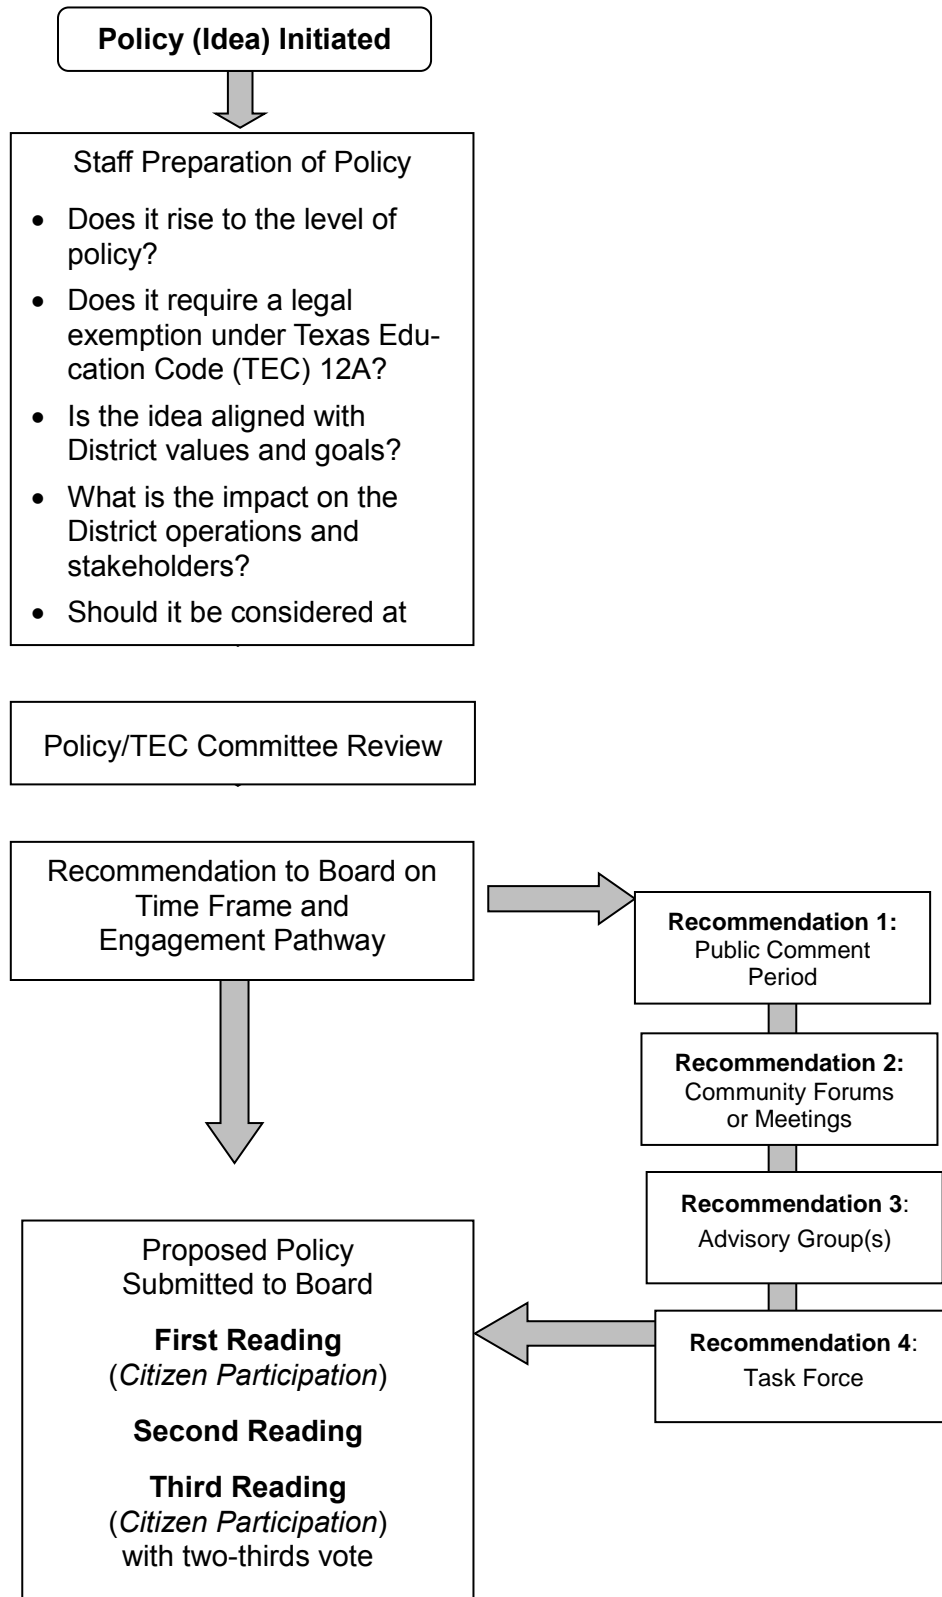 Policy (Idea) Initiated
Staff Preparation of Policy
• Does it rise to the level of
policy?
• Does it require a legal
exemption under Texas Edu-
cation Code (TEC) 12A?
• Is the idea aligned with
District values and goals?
• What is the impact on the
District operations and
stakeholders?
• Should it be considered at
Policy/TEC Committee Review
Recommendation to Board on
Time Frame and
Engagement Pathway
Recommendation 1:
Public Comment
Period
Recommendation 2:
Community Forums
or Meetings
Recommendation 3:
Advisory Group(s)
Recommendation 4:
Task Force
Proposed Policy
Submitted to Board
First Reading
(Citizen Participation)
Second Reading
Third Reading
(Citizen Participation)
with two-thirds vote